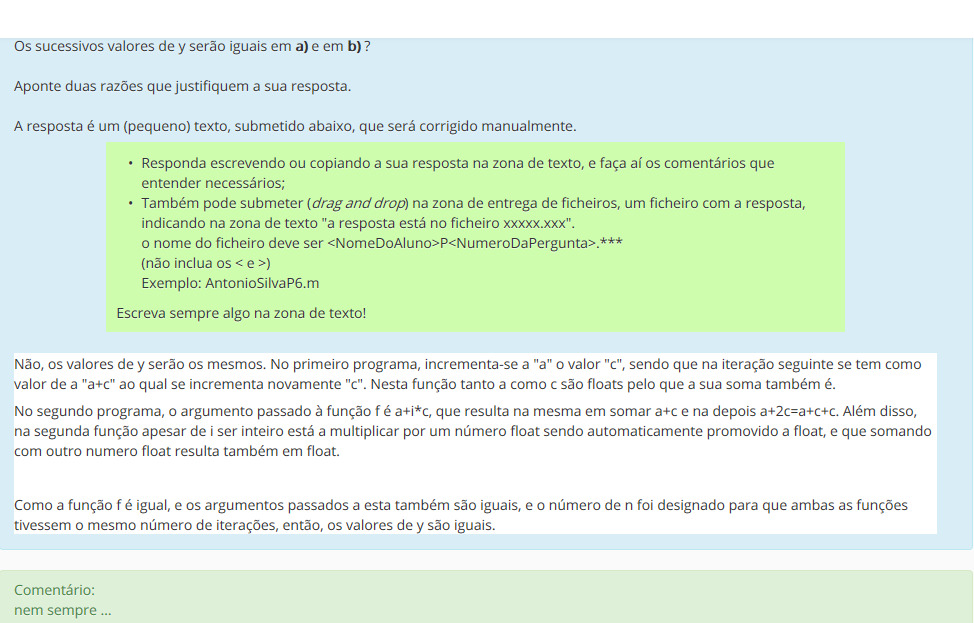 Os sucessivos valores de y serão iguais em a) e em b) ?
Aponte duas razões que justifiquem a sua resposta.
A resposta é um (pequeno) texto, submetido abaixo, que será corrigido manualmente.
• Responda escrevendo ou copiando a sua resposta na zona de texto, e faça aí os comentários que
entender necessários;
• Também pode submeter (drag and drop) na zona de entrega de ficheiros, um ficheiro com a resposta,
indicando na zona de texto "a resposta está no ficheiro xxxxx.xxx".
o nome do ficheiro deve ser <NomeDoAluno>P<NumeroDaPergunta>.***
(não inclua os < e >)
Exemplo: AntonioSilvaP6.m
Escreva sempre algo na zona de texto!
Não, os valores de y serão os mesmos. No primeiro programa, incrementa-se a "a" o valor "c", sendo que na iteração seguinte se tem como
valor de a "a+c" ao qual se incrementa novamente "c". Nesta função tanto a como c são floats pelo que a sua soma também é.
No segundo programa, o argumento passado à função f é a+i*c, que resulta na mesma em somar a+c e na depois a+2c=a+c+c. Além disso,
na segunda função apesar de i ser inteiro está a multiplicar por um número float sendo automaticamente promovido a float, e que somando
com outro numero float resulta também em float.
Como a função f é igual, e os argumentos passados a esta também são iguais, e o número de n foi designado para que ambas as funções
tivessem o mesmo número de iterações, então, os valores de y são iguais.
Comentário:
nem sempre ...